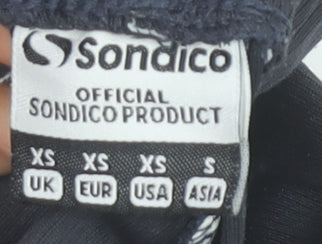 Sondico
OFFICIAL
SONDICO PRODUCT
XS XS XS S
UK EUR USA ASIA